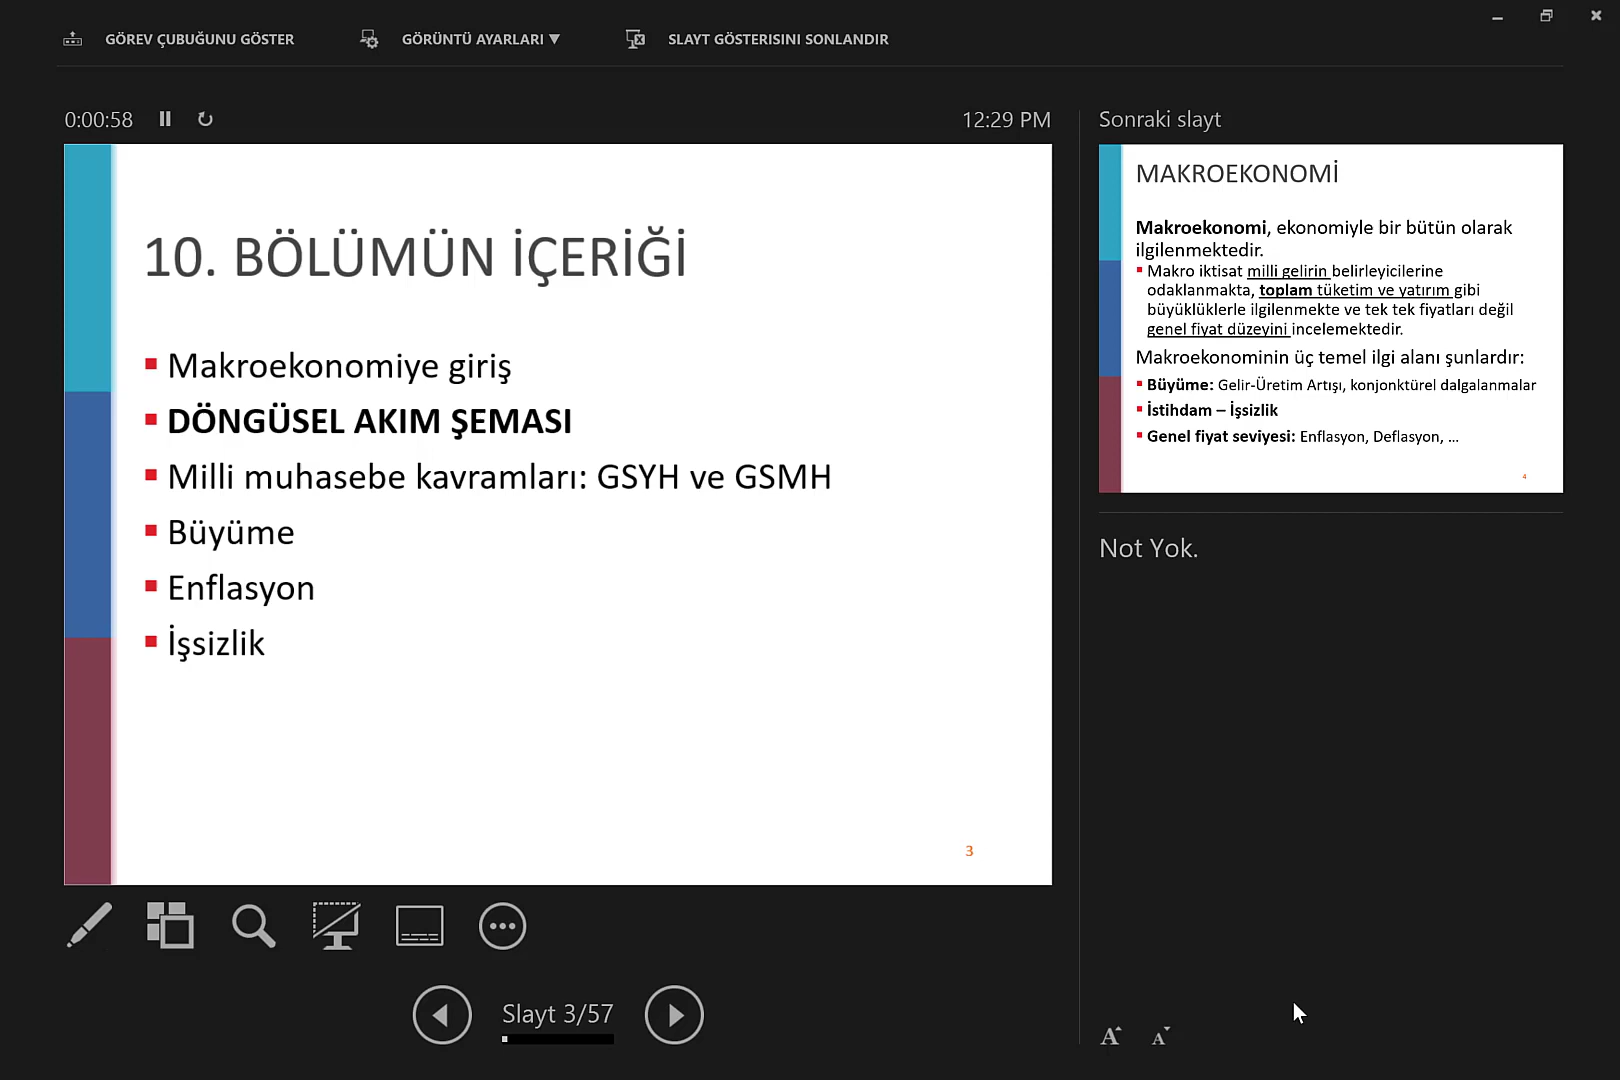 GÖREV ÇUBUĞUNU GÖSTER
GÖRÜNTÜ AYARLARI ▼
SLAYT GÖSTERISINI SONLANDIR
0:00:58
12:29 PM
10. BÖLÜMÜN İÇERİĞİ
Makroekonomiye giriş
DÖNGÜSEL AKIM ŞEMASI
Milli muhasebe kavramları: GSYH ve GSMH
Büyüme
Enflasyon
İşsizlik
3
Slayt 3/57
Sonraki slayt
MAKROEKONOMİ
Makroekonomi, ekonomiyle bir bütün olarak
ilgilenmektedir.
Makro iktisat milli gelirin belirleyicilerine
odaklanmakta, toplam tüketim ve yatırım gibi
büyüklüklerle ilgilenmekte ve tek tek fiyatları değil
genel fiyat düzeyini incelemektedir.
Makroekonominin üç temel ilgi alanı şunlardır:
Büyüme: Gelir-Üretim Artışı, konjonktürel dalgalanmalar
İstihdam – İşsizlik
Genel fiyat seviyesi: Enflasyon, Deflasyon, ...
4
Not Yok.
A A